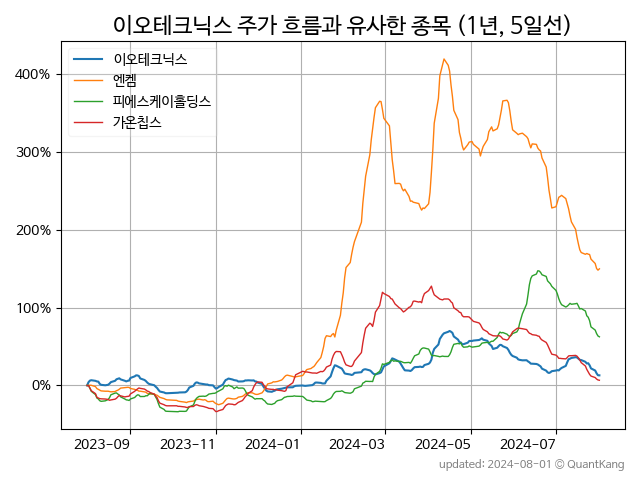 이오테크닉스 주가 흐름과 유사한 종목 (1년, 5일선)
이오테크닉스
엔켐
피에스케이홀딩스
가온칩스
400%
300%
200%
100%
0%
2023-09 2023-11 2024-01 2024-03 2024-05 2024-07
updated: 2024-08-01 © QuantKang